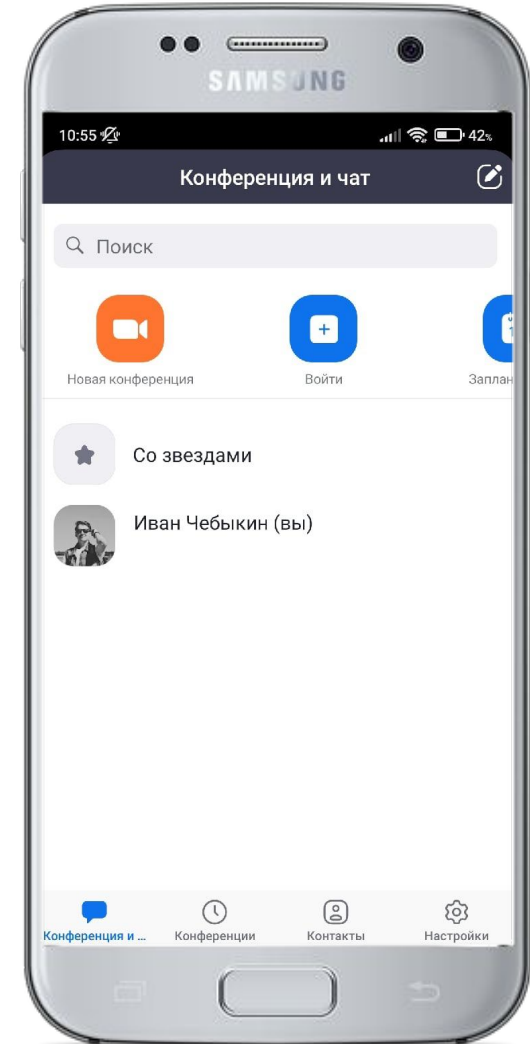 SAMSUNG
10:55 42%
Конференция и чат
Поиск
Новая конференция Войти Заплан
Со звездами
Иван Чебыкин (вы)
Конференция и ... Конференции Контакты Настройки